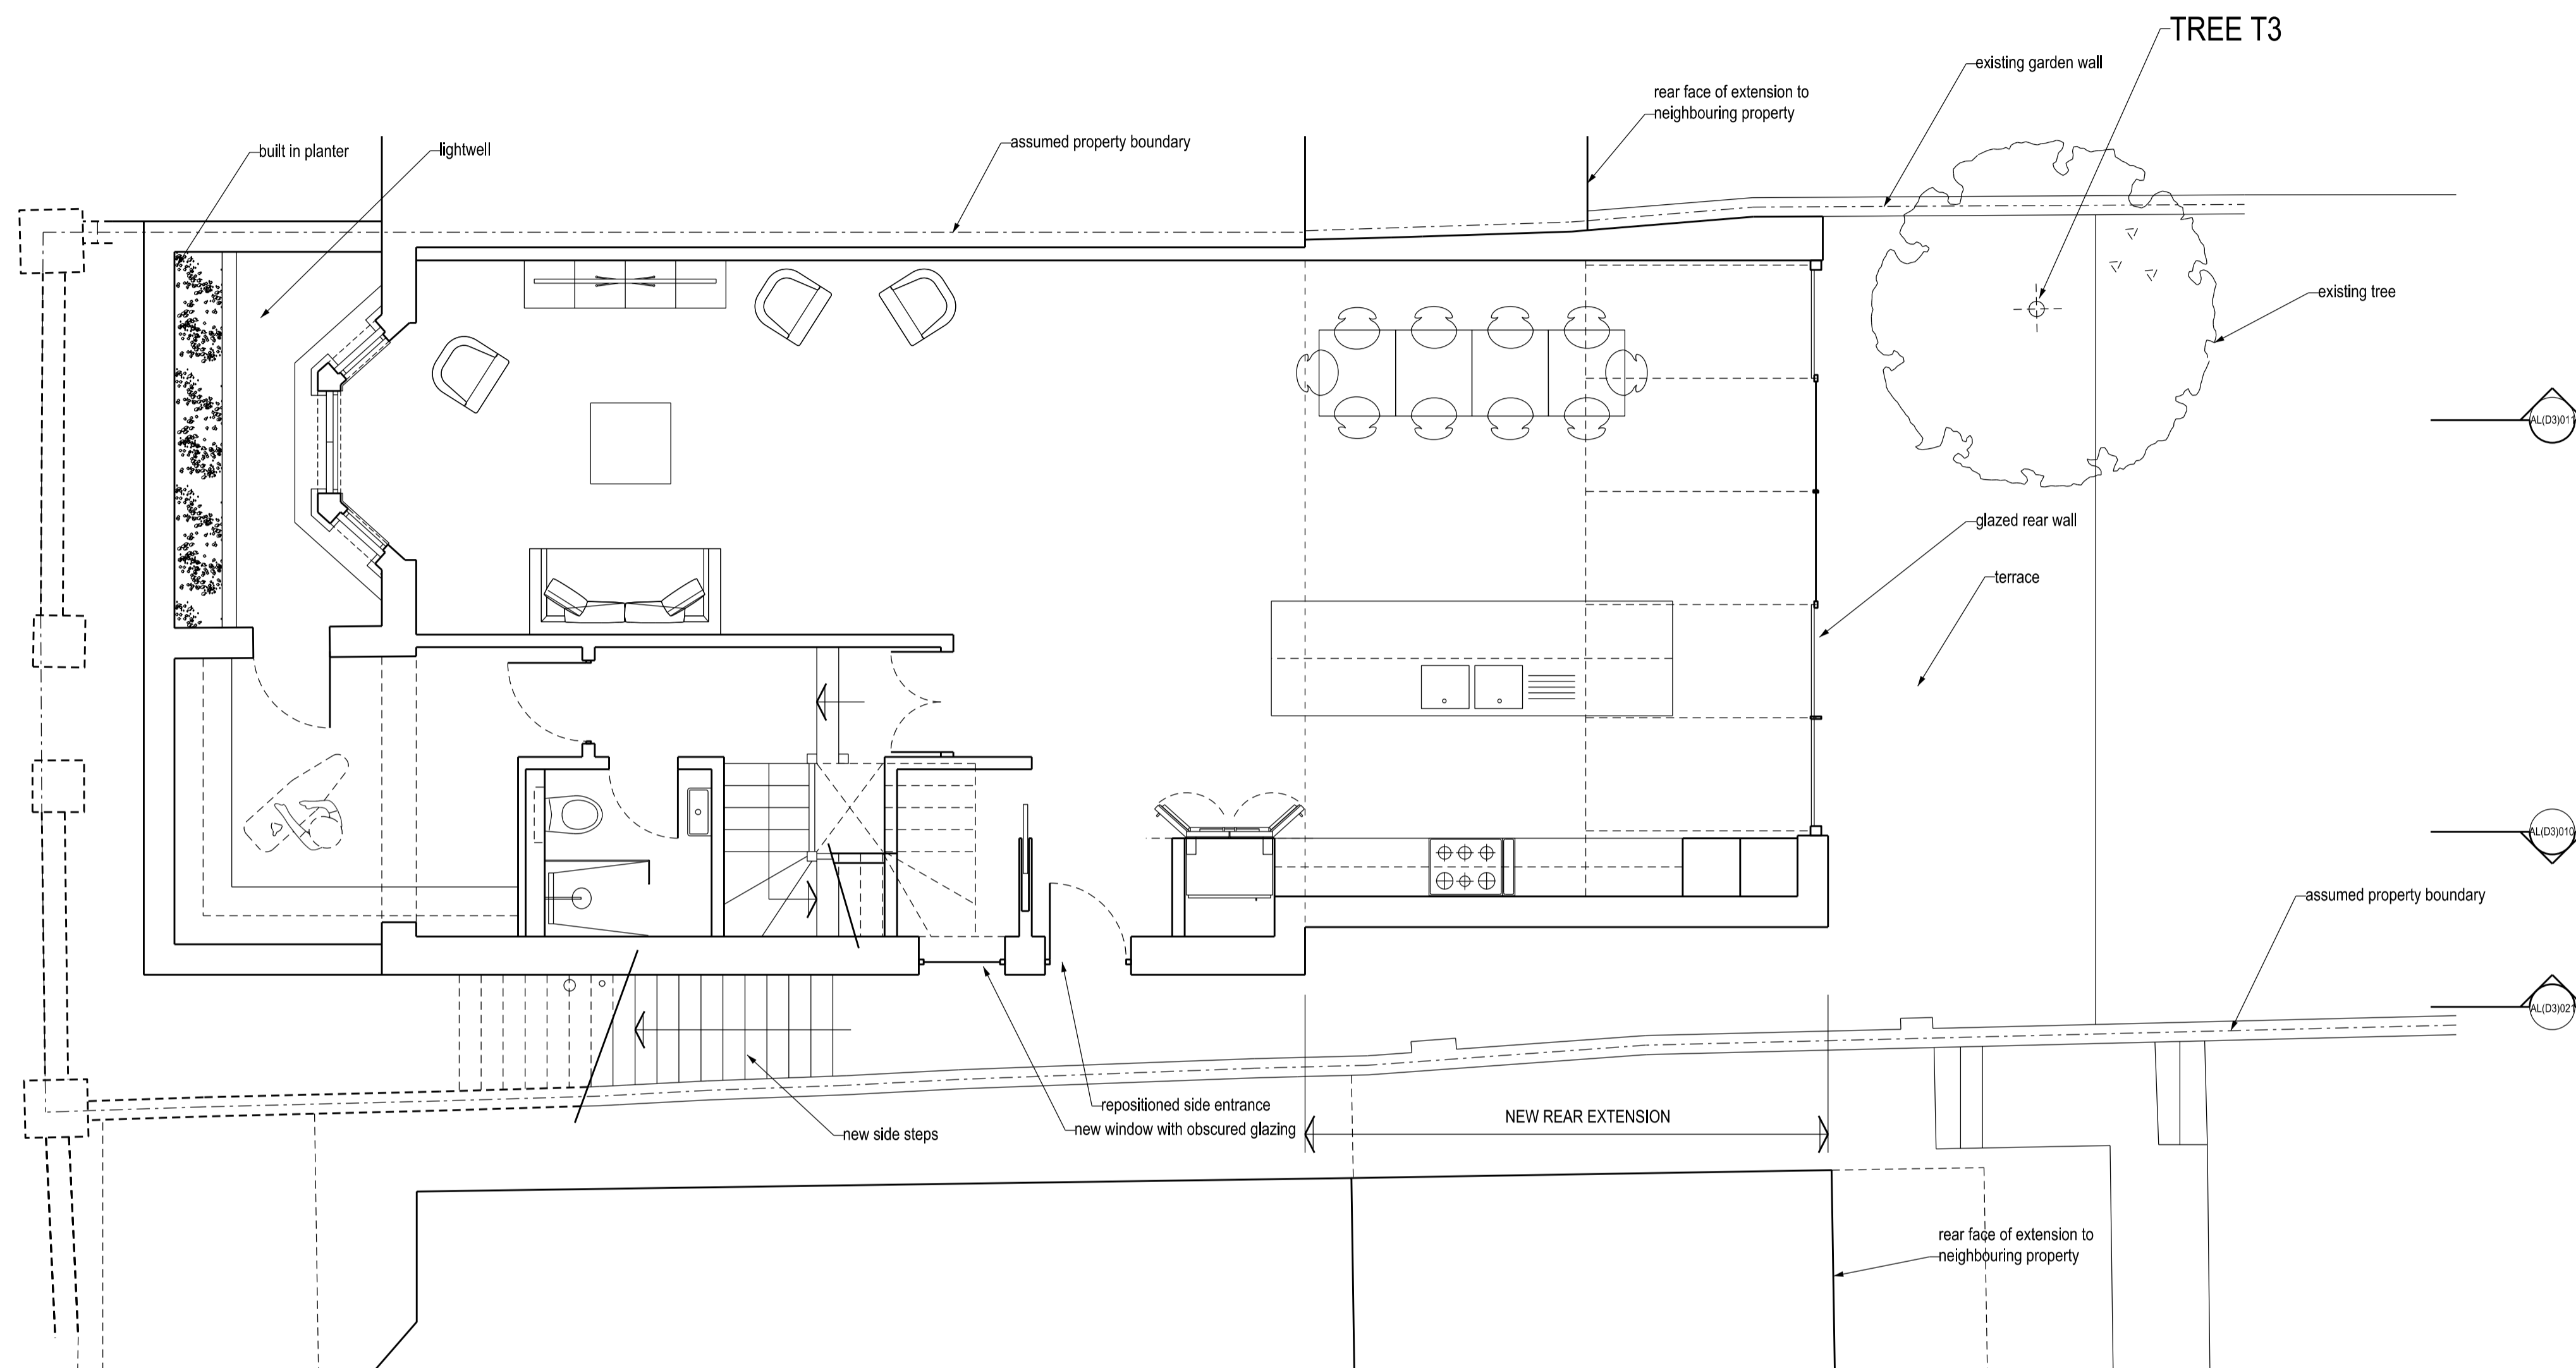 TREE T3
existing garden wall
rear face of extension to
neighbouring property
built in planter
lightwell
assumed property boundary
existing tree
AL(D3)011
glazed rear wall
terrace
AL(D3)010
assumed property boundary
AL(D3)021
repositioned side entrance
new window with obscured glazing
new side steps
NEW REAR EXTENSION
rear face of extension to
neighbouring property